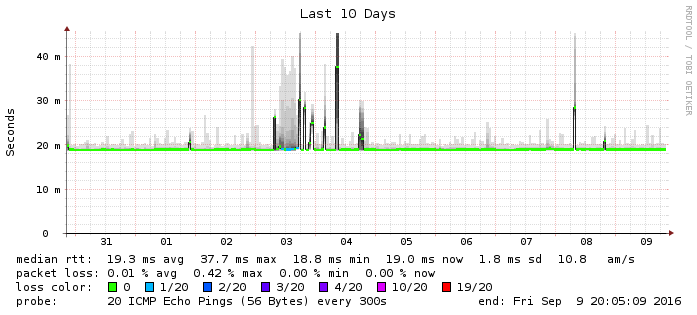 Last 10 Days
RRDTOOL / TOBI OETIKER
Seconds
40 m
30 m
20 m
10 m
0
31 01 02 03 04 05 06 07 08 09
median rtt: 19.3 ms avg 37.7 ms max 18.8 ms min 19.0 ms now 1.8 ms sd 10.8 am/s
packet loss: 0.01 % avg 0.42 % max 0.00 % min 0.00 % now
loss color: 0 1/20 2/20 3/20 4/20 10/20 19/20
probe: 20 ICMP Echo Pings (56 Bytes) every 300s end: Fri Sep 9 20:05:09 2016